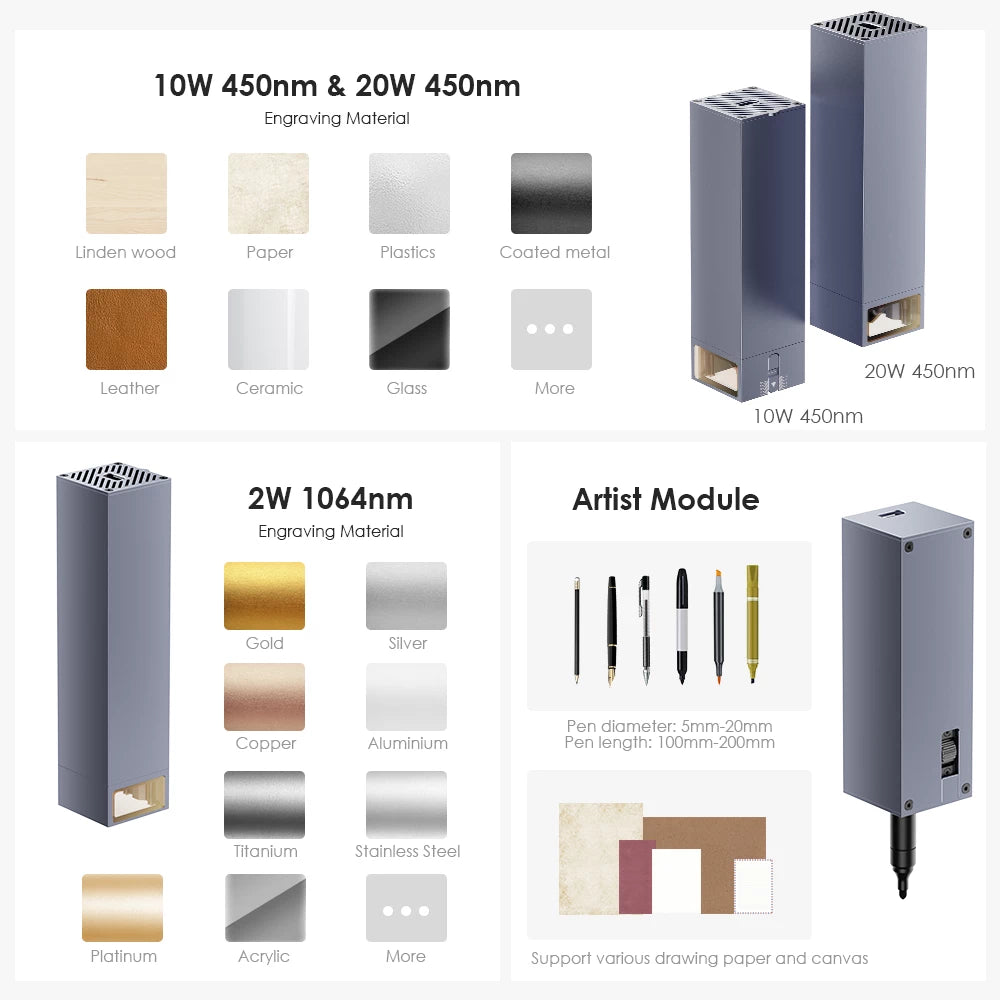 10W 450nm & 20W 450nm
Engraving Material
Linden wood
Paper
Plastics
Coated metal
Leather
Ceramic
Glass
More
20W 450nm
10W 450nm
2W 1064nm
Engraving Material
Gold
Silver
Copper
Aluminium
Titanium
Stainless Steel
Platinum
Acrylic
More
Artist Module
Pen diameter: 5mm-20mm
Pen length: 100mm-200mm
Support various drawing paper and canvas